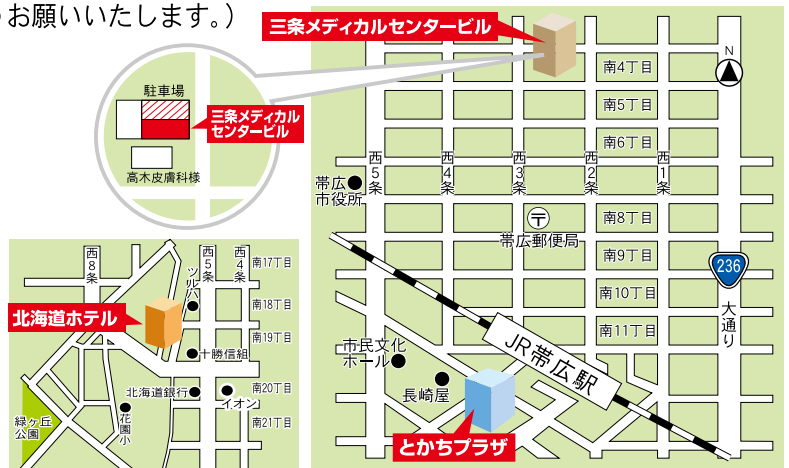 お願いいたします。)
三条メディカルセンタービル
N
南4丁目
南5丁目
南6丁目
駐車場
三条メディカル
センタービル
高木皮膚科様
西5条
西4条
西3条
西2条
西1条
帯広
市役所
〒
帯広郵便局
南8丁目
南9丁目
南10丁目
南11丁目
236
大通り
JR帯広駅
市民文化
ホール
長崎屋
とかちプラザ
西8条
西5条
西4条
南17丁目
南18丁目
南19丁目
南20丁目
南21丁目
ツルハ
北海道ホテル
十勝信組
北海道銀行
イオン
花園小
緑ヶ丘
公園